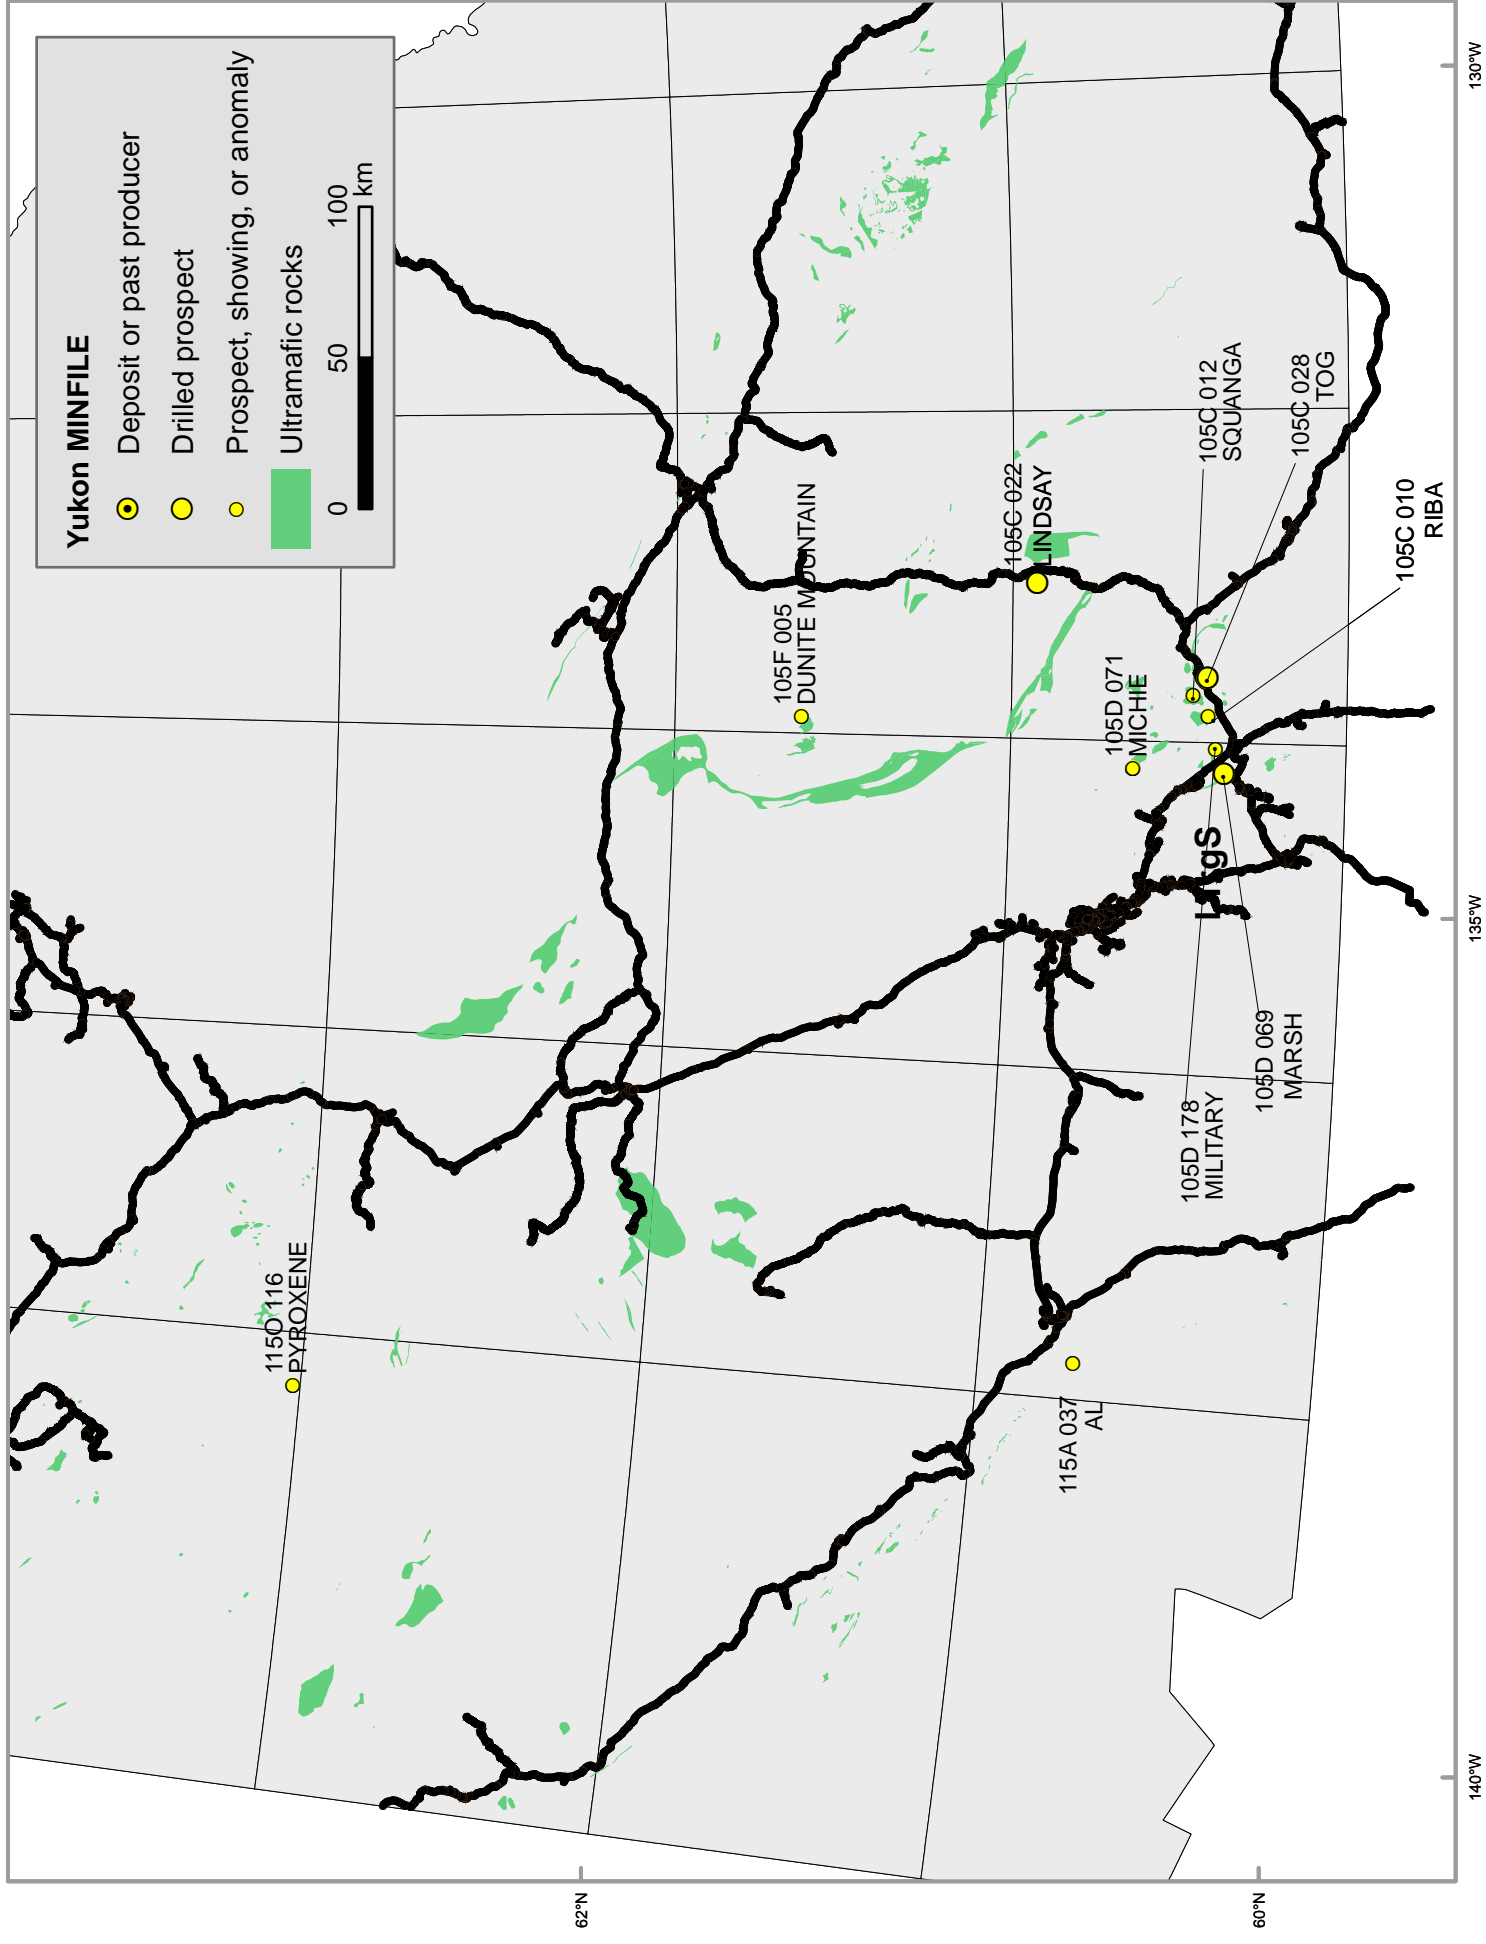 Yukon MINFILE
Deposit or past producer
Drilled prospect
Prospect, showing, or anomaly
Ultramafic rocks
0 50 100
km
115O 116
PYROXENE
105F 005
DUNITE MOUNTAIN
105C 022
LINDSAY
105D 071
MICHIE
105C 012
SQUANGA
105C 028
TOG
105C 010
RIBA
115A 037
AL
105D 178
MILITARY
105D 069
MARSH
62°N
60°N
140°W
135°W
130°W